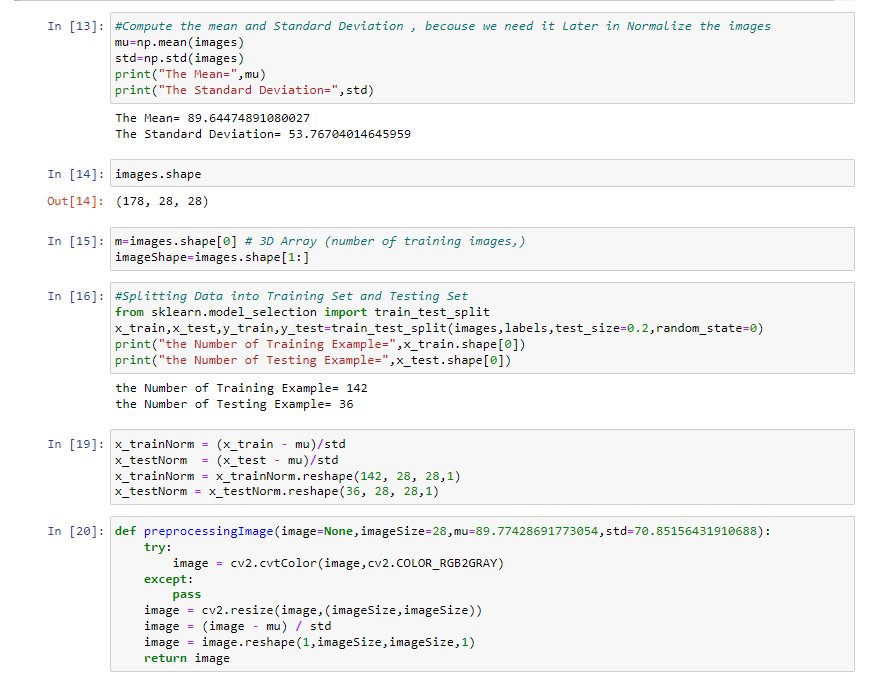 In [13]: #Compute the mean and Standard Deviation , becouse we need it Later in Normalize the images
mu=np.mean(images)
std=np.std(images)
print("The Mean=",mu)
print("The Standard Deviation=",std)
The Mean= 89.64474891080027
The Standard Deviation= 53.76704014645959
In [14]: images.shape
Out[14]: (178, 28, 28)
In [15]: m=images.shape[0] # 3D Array (number of training images,)
imageShape=images.shape[1:]
In [16]: #Splitting Data into Training Set and Testing Set
from sklearn.model_selection import train_test_split
x_train,x_test,y_train,y_test=train_test_split(images,labels,test_size=0.2,random_state=0)
print("the Number of Training Example=",x_train.shape[0])
print("the Number of Testing Example=",x_test.shape[0])
the Number of Training Example= 142
the Number of Testing Example= 36
In [19]: x_trainNorm = (x_train - mu)/std
x_testNorm  = (x_test - mu)/std
x_trainNorm = x_trainNorm.reshape(142, 28, 28,1)
x_testNorm = x_testNorm.reshape(36, 28, 28,1)
In [20]: def preprocessingImage(image=None,imageSize=28,mu=89.77428691773054,std=70.85156431910688):
    try:
        image = cv2.cvtColor(image,cv2.COLOR_RGB2GRAY)
    except:
        pass
    image = cv2.resize(image,(imageSize,imageSize))
    image = (image - mu) / std
    image = image.reshape(1,imageSize,imageSize,1)
    return image